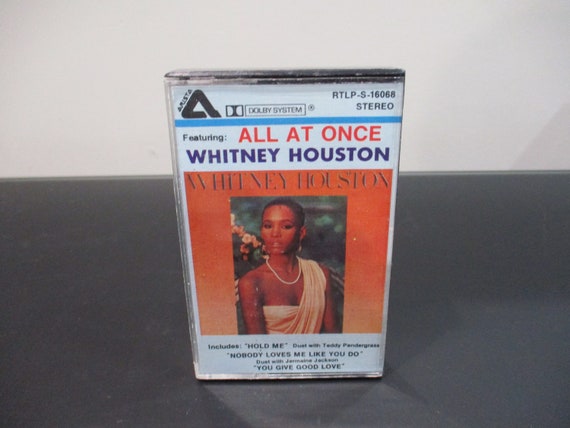 ARISTA
DOLBY SYSTEM ®
RTLP-S-16068
STEREO
Featuring: ALL AT ONCE
WHITNEY HOUSTON
WHITNEY HOUSTON
Includes: "HOLD ME" Duet with Teddy Pendergrass
"NOBODY LOVES ME LIKE YOU DO"
Duet with Jermaine Jackson
"YOU GIVE GOOD LOVE"